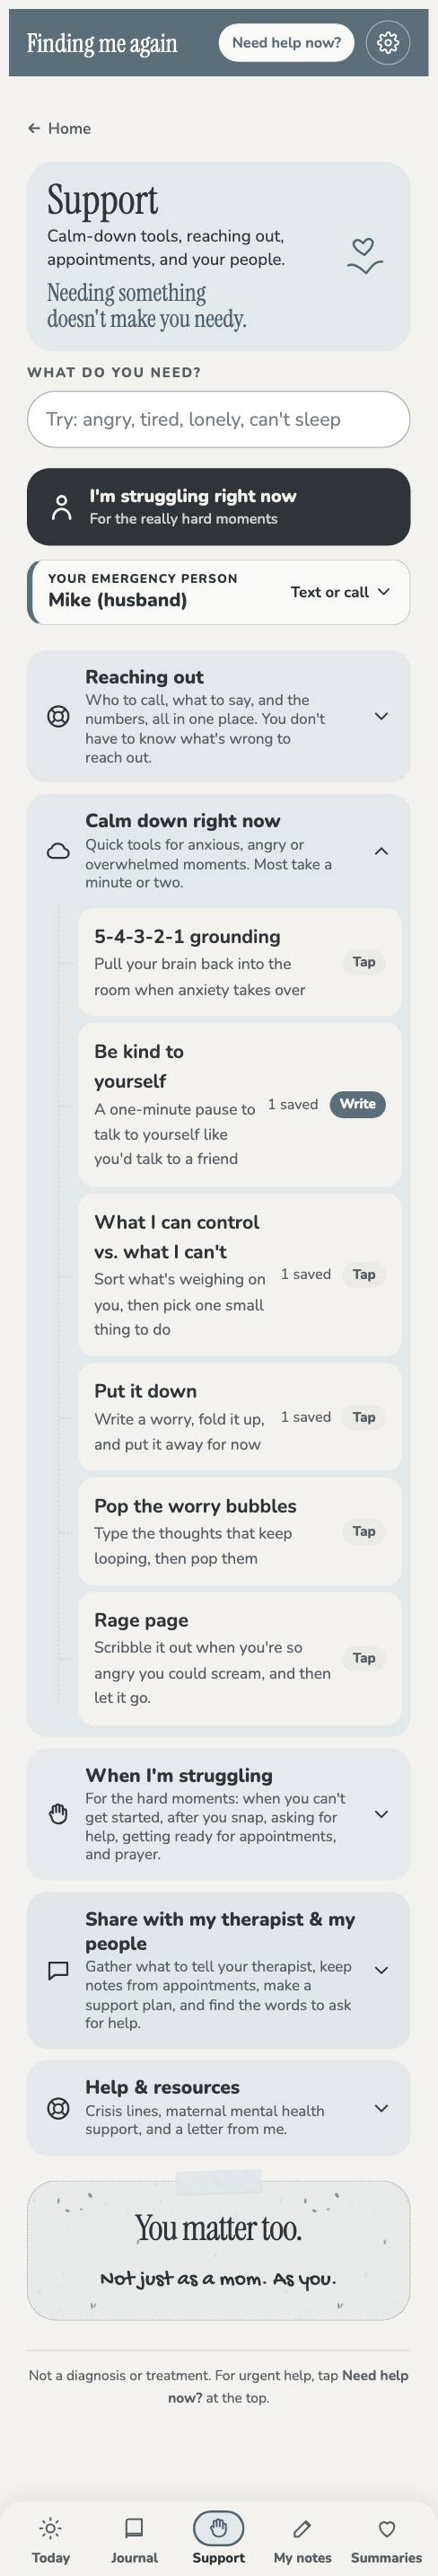 Finding me again
Need help now?
Home
Support
Calm-down tools, reaching out,
appointments, and your people.
Needing something
doesn't make you needy.
WHAT DO YOU NEED?
Try: angry, tired, lonely, can't sleep
I'm struggling right now
For the really hard moments
YOUR EMERGENCY PERSON
Mike (husband)
Text or call
Reaching out
Who to call, what to say, and the
numbers, all in one place. You don't
have to know what's wrong to
reach out.
Calm down right now
Quick tools for anxious, angry or
overwhelmed moments. Most take a
minute or two.
5-4-3-2-1 grounding
Pull your brain back into the
room when anxiety takes over
Tap
Be kind to
yourself
A one-minute pause to
talk to yourself like
you'd talk to a friend
1 saved
Write
What I can control
vs. what I can't
Sort what's weighing on
you, then pick one small
thing to do
1 saved
Tap
Put it down
Write a worry, fold it up,
and put it away for now
1 saved
Tap
Pop the worry bubbles
Type the thoughts that keep
looping, then pop them
Tap
Rage page
Scribble it out when you're so
angry you could scream, and then
let it go.
Tap
When I'm struggling
For the hard moments: when you can't
get started, after you snap, asking for
help, getting ready for appointments,
and prayer.
Share with my therapist & my
people
Gather what to tell your therapist, keep
notes from appointments, make a
support plan, and find the words to ask
for help.
Help & resources
Crisis lines, maternal mental health
support, and a letter from me.
You matter too.
Not just as a mom. As you.
Not a diagnosis or treatment. For urgent help, tap Need help
now? at the top.
Today
Journal
Support
My notes
Summaries